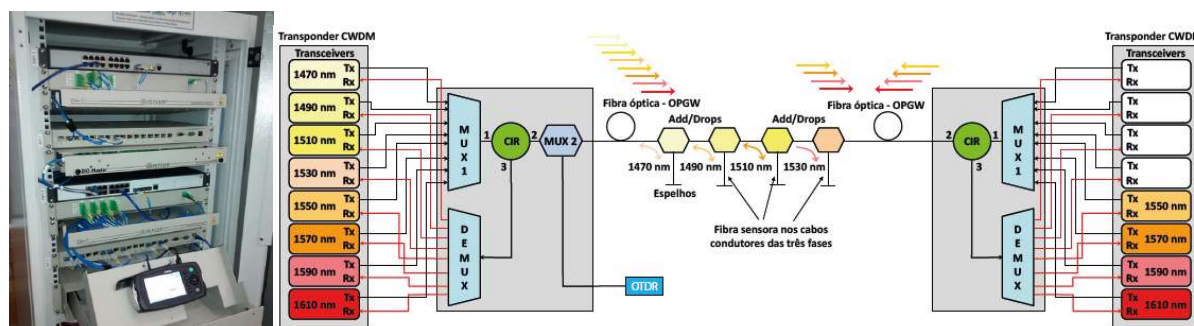 Transponder CWDM
Transceivers
1470 nm Tx
Rx
1490 nm Tx
Rx
1510 nm Tx
Rx
1530 nm Tx
Rx
1550 nm Tx
Rx
1570 nm Tx
Rx
1590 nm Tx
Rx
1610 nm Tx
Rx
MUX 1
DEMUX
1
CIR
2
3
MUX 2
OTDR
Fibra óptica - OPGW
Add/Drops
Add/Drops
Fibra óptica - OPGW
1470 nm
1490 nm
1510 nm
1530 nm
Espelhos
Fibra sensora nos cabos
condutores das três fases
2
CIR
1
3
MUX 1
DEMUX
Transponder CWD
Transceivers
Tx
Rx
Tx
Rx
Tx
Rx
Tx
Rx
Tx
Rx 1550 nm
Tx
Rx 1570 nm
Tx
Rx 1590 nm
Tx
Rx 1610 nm